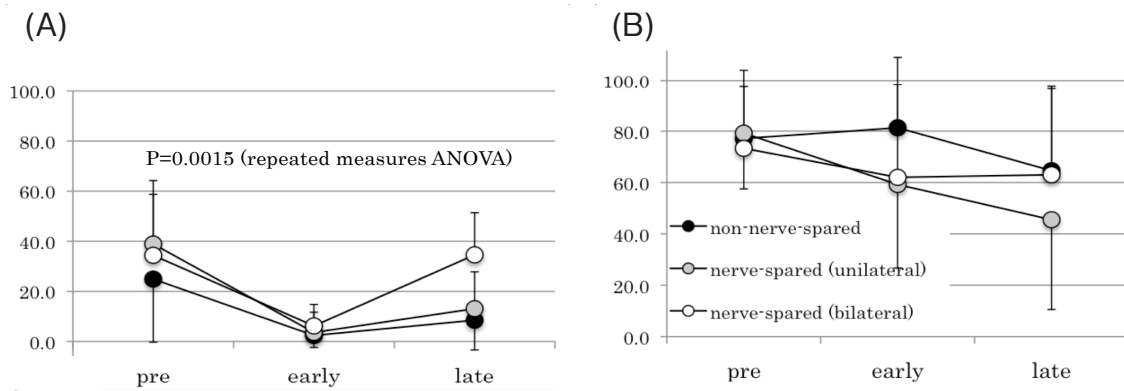 (A)
100.0
80.0
60.0
40.0
20.0
0.0
P=0.0015 (repeated measures ANOVA)
pre early late
(B)
100.0
80.0
60.0
40.0
20.0
0.0
non-nerve-spared
nerve-spared (unilateral)
nerve-spared (bilateral)
pre early late